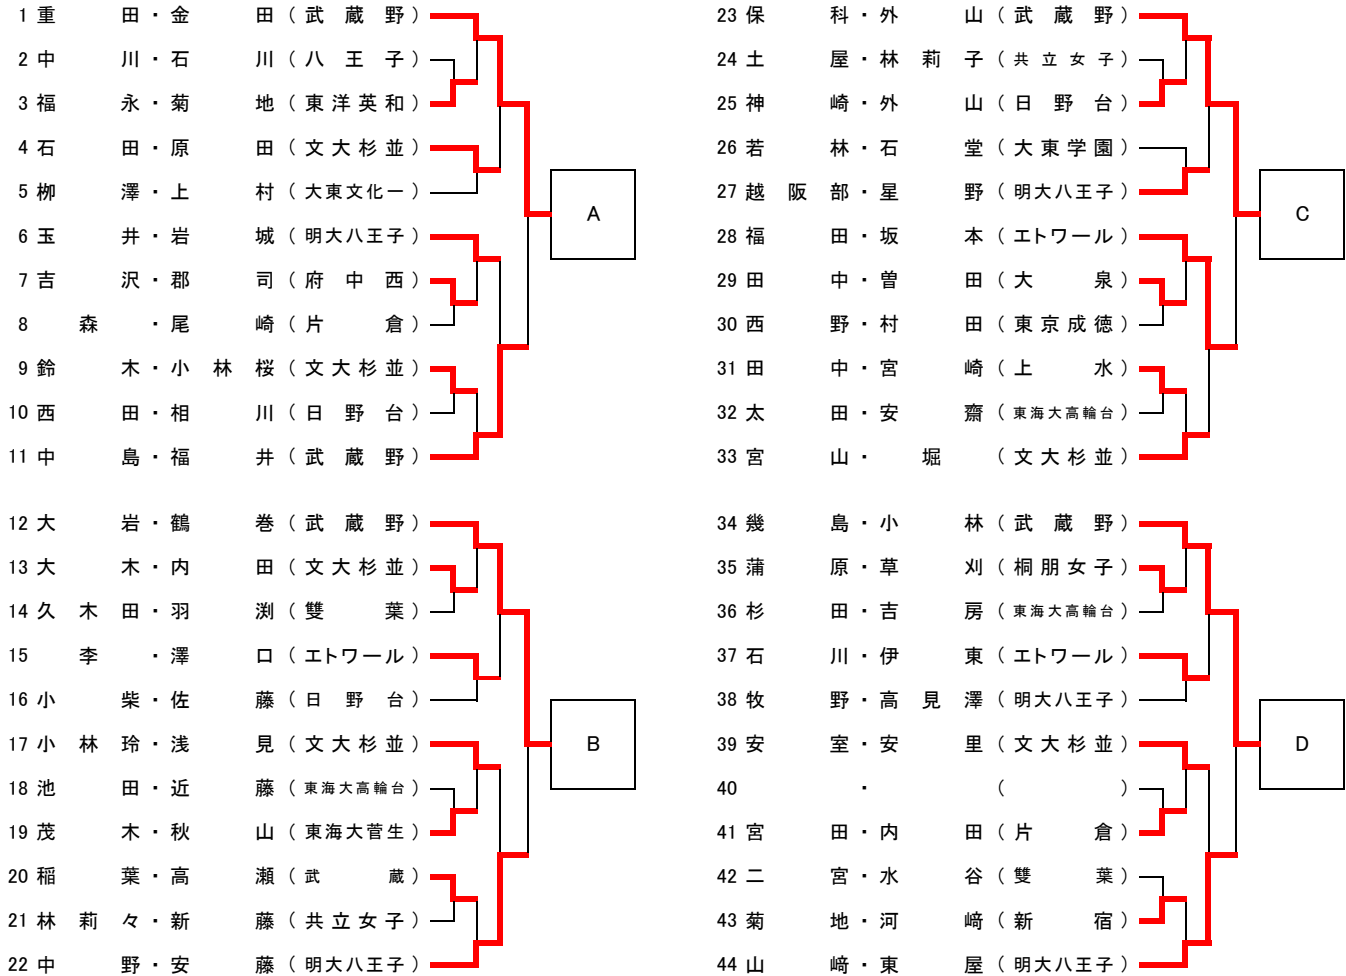 1 重田・金田（武蔵野）
2 中川・石川（八王子）
3 福永・菊地（東洋英和）
4 石田・原田（文大杉並）
5 栁澤・上村（大東文化一）
A
6 玉井・岩城（明大八王子）
7 吉沢・郡司（府中西）
8 森・尾崎（片倉）
9 鈴木・小林桜（文大杉並）
10 西田・相川（日野台）
11 中島・福井（武蔵野）
12 大岩・鶴巻（武蔵野）
13 大木・内田（文大杉並）
14 久木田・羽渕（雙葉）
15 李・澤口（エトワール）
16 小柴・佐藤（日野台）
17 小林玲・浅見（文大杉並）
B
18 池田・近藤（東海大高輪台）
19 茂木・秋山（東海大菅生）
20 稲葉・高瀬（武蔵）
21 林莉々・新藤（共立女子）
22 中野・安藤（明大八王子）
23 保科・外山（武蔵野）
24 土屋・林莉子（共立女子）
25 神崎・外山（日野台）
26 若林・石堂（大東学園）
27 越阪部・星野（明大八王子）
C
28 福田・坂本（エトワール）
29 田中・曽田（大泉）
30 西野・村田（東京成徳）
31 田中・宮崎（上水）
32 太田・安齋（東海大高輪台）
33 宮山・堀（文大杉並）
34 幾島・小林（武蔵野）
35 蒲原・草刈（桐朋女子）
36 杉田・吉房（東海大高輪台）
37 石川・伊東（エトワール）
38 牧野・高見澤（明大八王子）
39 安室・安里（文大杉並）
D
40 ・（ ）
41 宮田・内田（片倉）
42 二宮・水谷（雙葉）
43 菊地・河﨑（新宿）
44 山﨑・東屋（明大八王子）